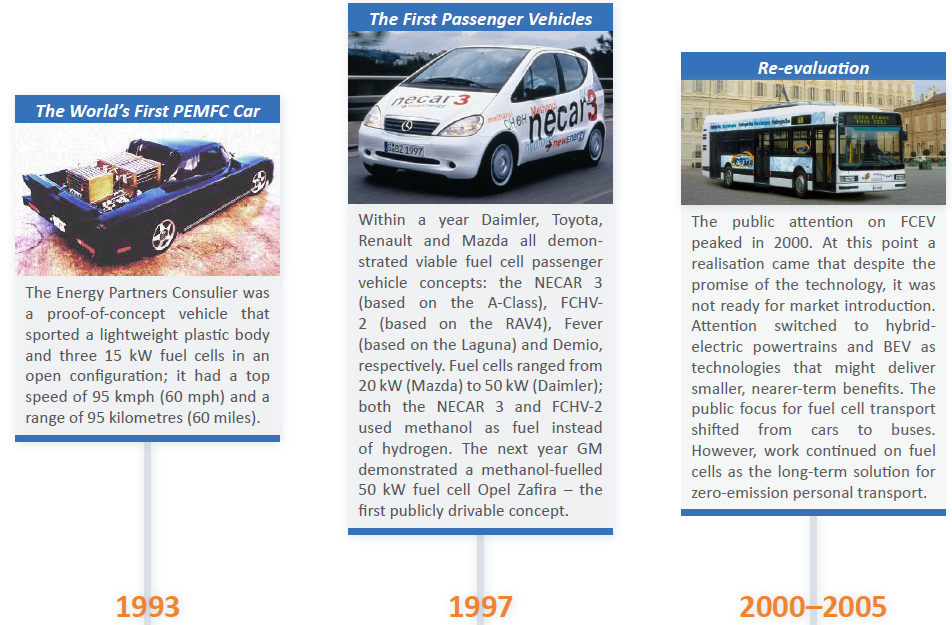 The World's First PEMFC Car
The Energy Partners Consulier was
a proof-of-concept vehicle that
sported a lightweight plastic body
and three 15 kW fuel cells in an
open configuration; it had a top
speed of 95 kmph (60 mph) and a
range of 95 kilometres (60 miles).
1993
The First Passenger Vehicles
necar 3
methanol
Methanol
CH3OH
necar 3
hydrogen
newenergy
S:BZ 1997
Within a year Daimler, Toyota,
Renault and Mazda all demon-
strated viable fuel cell passenger
vehicle concepts: the NECAR 3
(based on the A-Class), FCHV-
2 (based on the RAV4), Fever
(based on the Laguna) and Demio,
respectively. Fuel cells ranged from
20 kW (Mazda) to 50 kW (Daimler);
both the NECAR 3 and FCHV-2
used methanol as fuel instead
of hydrogen. The next year GM
demonstrated a methanol-fuelled
50 kW fuel cell Opel Zafira – the
first publicly drivable concept.
1997
Re-evaluation
FUEL CELL
The public attention on FCEV
peaked in 2000. At this point a
realisation came that despite the
promise of the technology, it was
not ready for market introduction.
Attention switched to hybrid-
electric powertrains and BEV as
technologies that might deliver
smaller, nearer-term benefits. The
public focus for fuel cell transport
shifted from cars to buses.
However, work continued on fuel
cells as the long-term solution for
zero-emission personal transport.
2000–2005